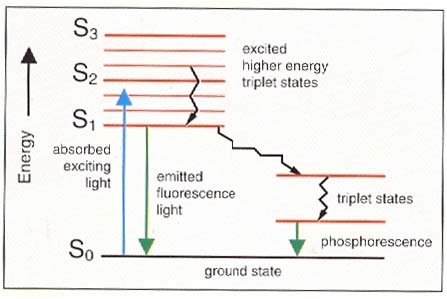 S3
excited
higher energy
triplet states
S2
S1
Energy
absorbed
exciting
light
emitted
fluorescence
light
triplet states
phosphorescence
S0
ground state